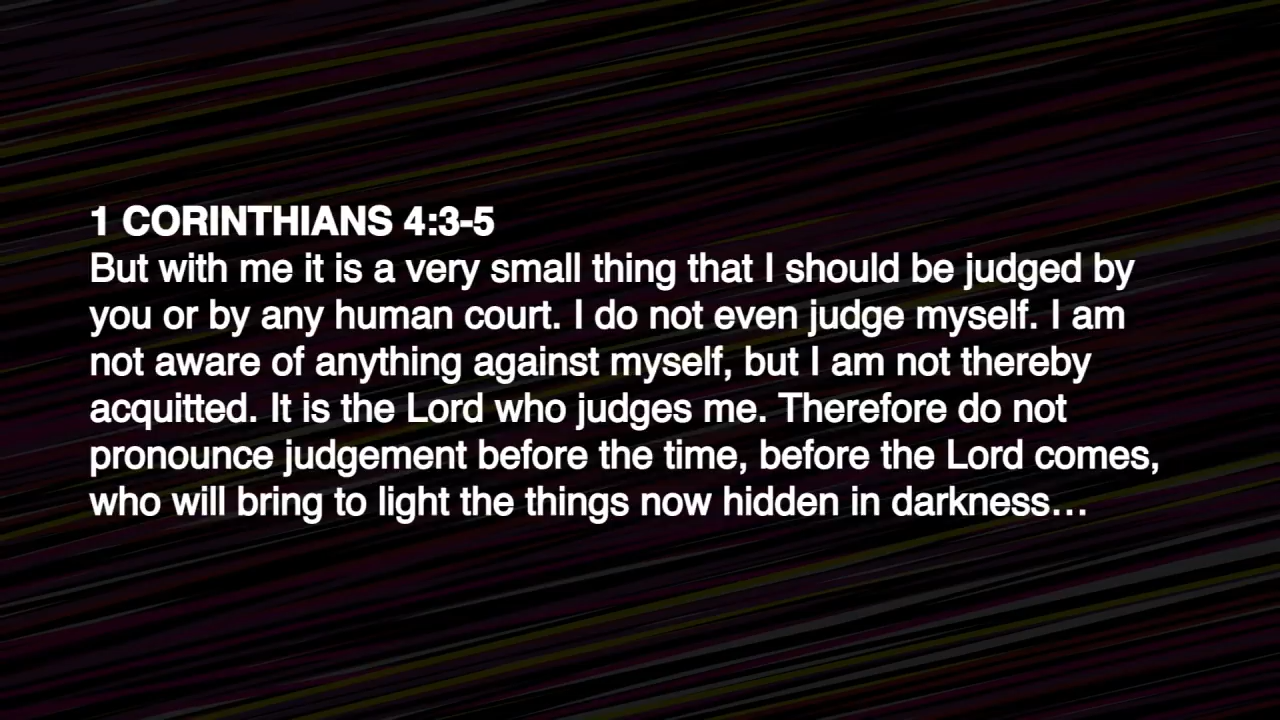 1 CORINTHIANS 4:3-5
But with me it is a very small thing that I should be judged by
you or by any human court. I do not even judge myself. I am
not aware of anything against myself, but I am not thereby
acquitted. It is the Lord who judges me. Therefore do not
pronounce judgement before the time, before the Lord comes,
who will bring to light the things now hidden in darkness…